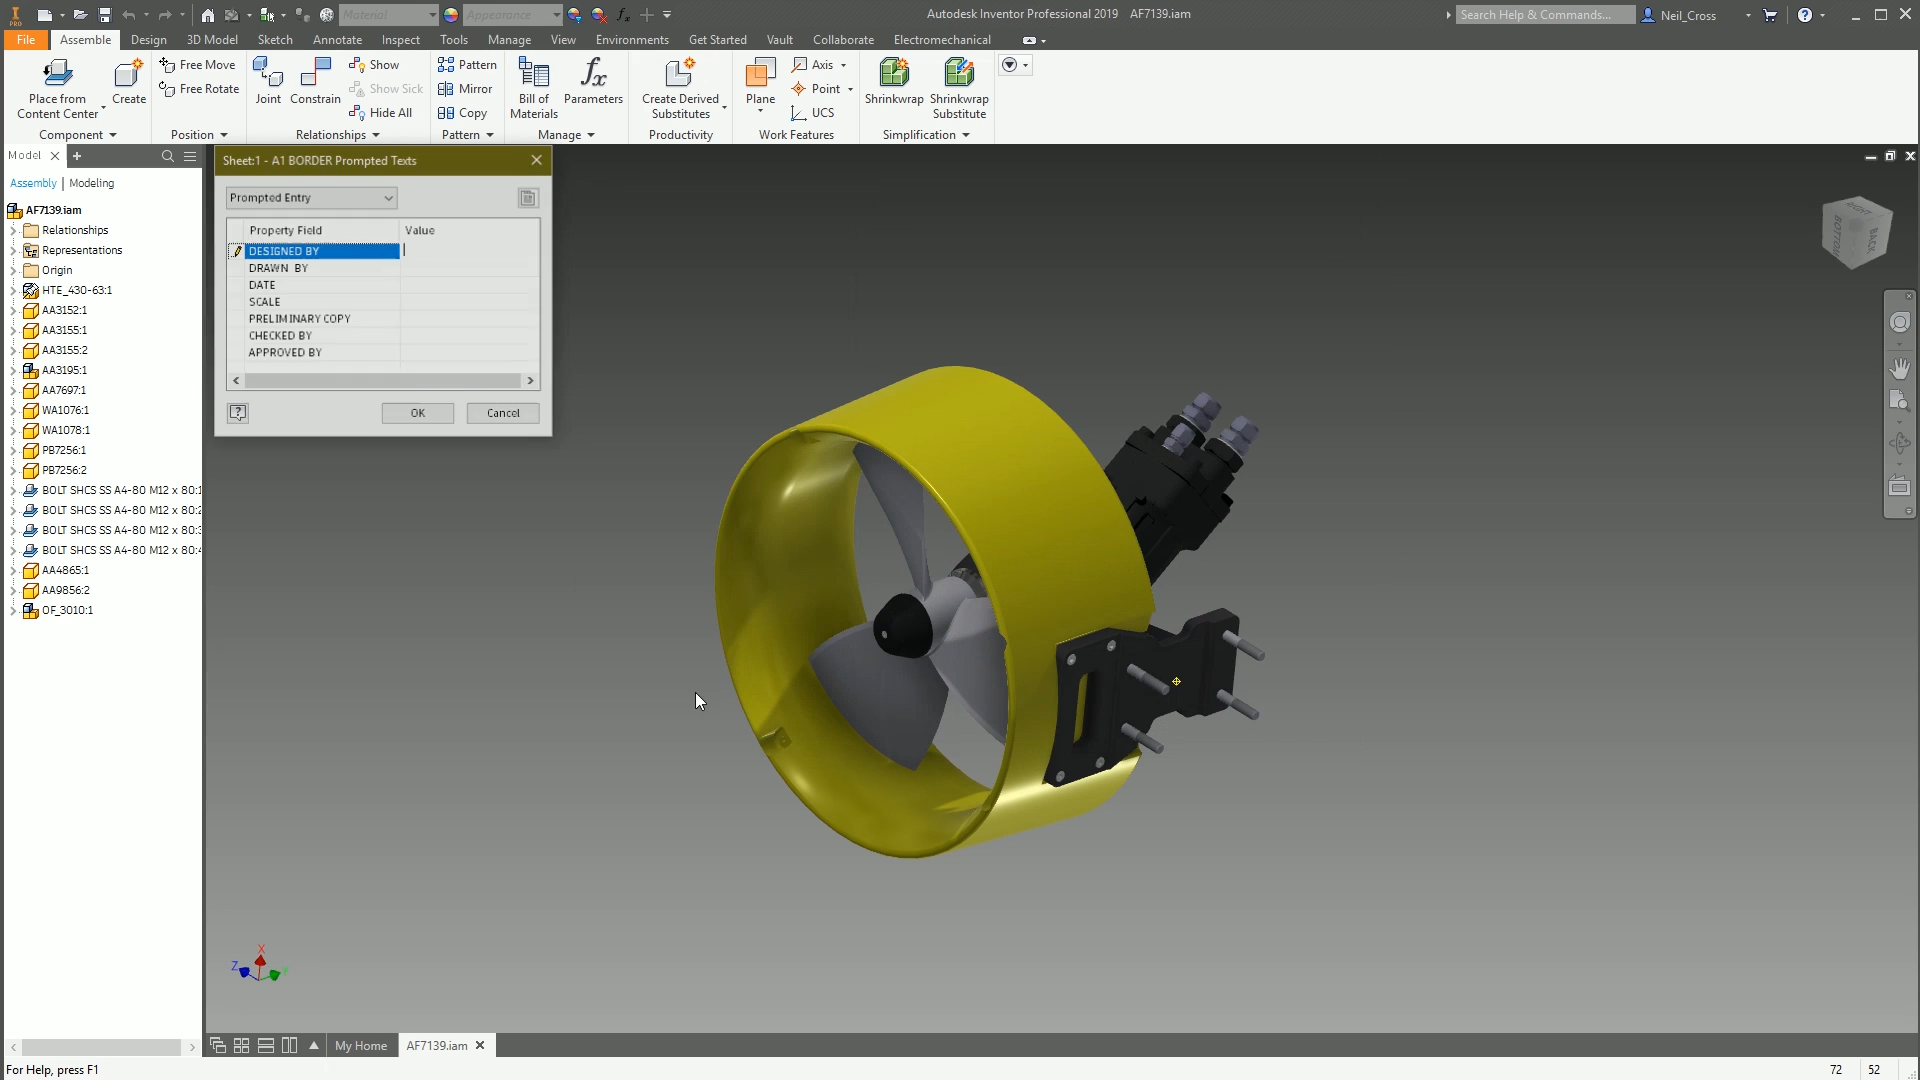 PRO
Material
Appearance
Autodesk Inventor Professional 2019 AF7139.iam
Search Help & Commands...
Neil_Cross
File
Assemble
Design
3D Model
Sketch
Annotate
Inspect
Tools
Manage
View
Environments
Get Started
Vault
Collaborate
Electromechanical
Place from
Content Center
Create
Free Move
Free Rotate
Joint
Constrain
Show
Show Sick
Hide All
Pattern
Mirror
Copy
Bill of
Materials
Parameters
Create Derived
Substitutes
Plane
Axis
Point
UCS
Shrinkwrap
Shrinkwrap
Substitute
Component
Position
Relationships
Pattern
Manage
Productivity
Work Features
Simplification
Model
Assembly | Modeling
AF7139.iam
Relationships
Representations
Origin
HTE_430-63:1
AA3152:1
AA3155:1
AA3155:2
AA3195:1
AA7697:1
WA1076:1
WA1078:1
PB7256:1
PB7256:2
BOLT SHCS SS A4-80 M12 x 80:1
BOLT SHCS SS A4-80 M12 x 80:2
BOLT SHCS SS A4-80 M12 x 80:3
BOLT SHCS SS A4-80 M12 x 80:4
AA4865:1
AA9856:2
OF_3010:1
Sheet:1 - A1 BORDER Prompted Texts
Prompted Entry
Property Field Value
DESIGNED BY
DRAWN BY
DATE
SCALE
PRELIMINARY COPY
CHECKED BY
APPROVED BY
OK
Cancel
RIGHT
BOTTOM
BACK
X
Z
My Home
AF7139.iam
For Help, press F1
72
52